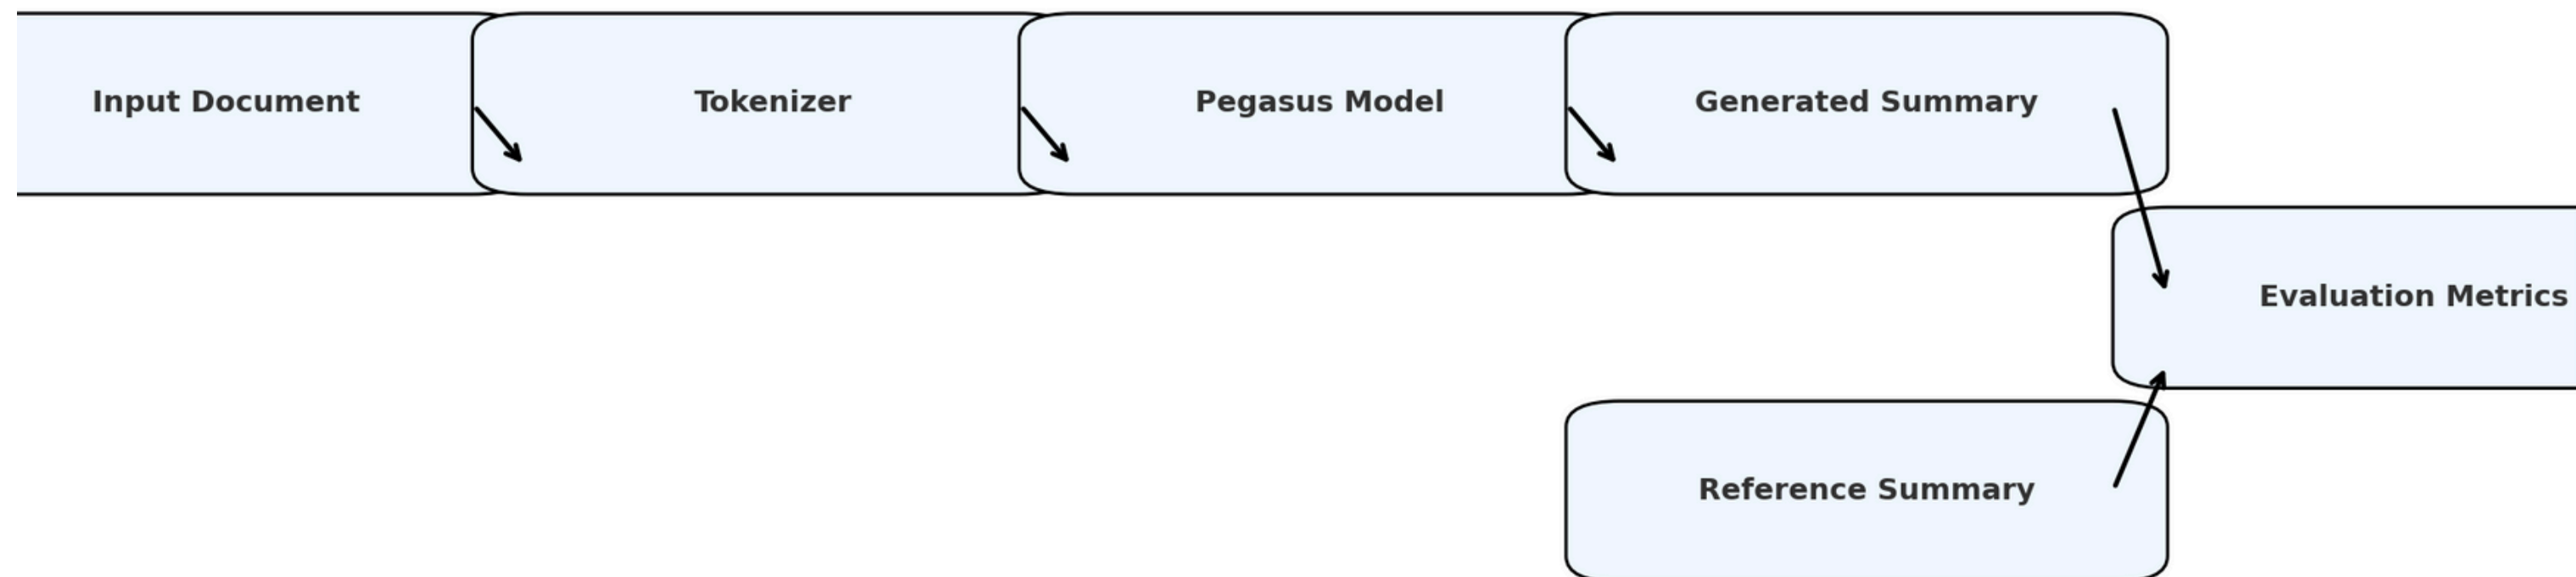 Input Document
Tokenizer
Pegasus Model
Generated Summary
Evaluation Metrics
Reference Summary